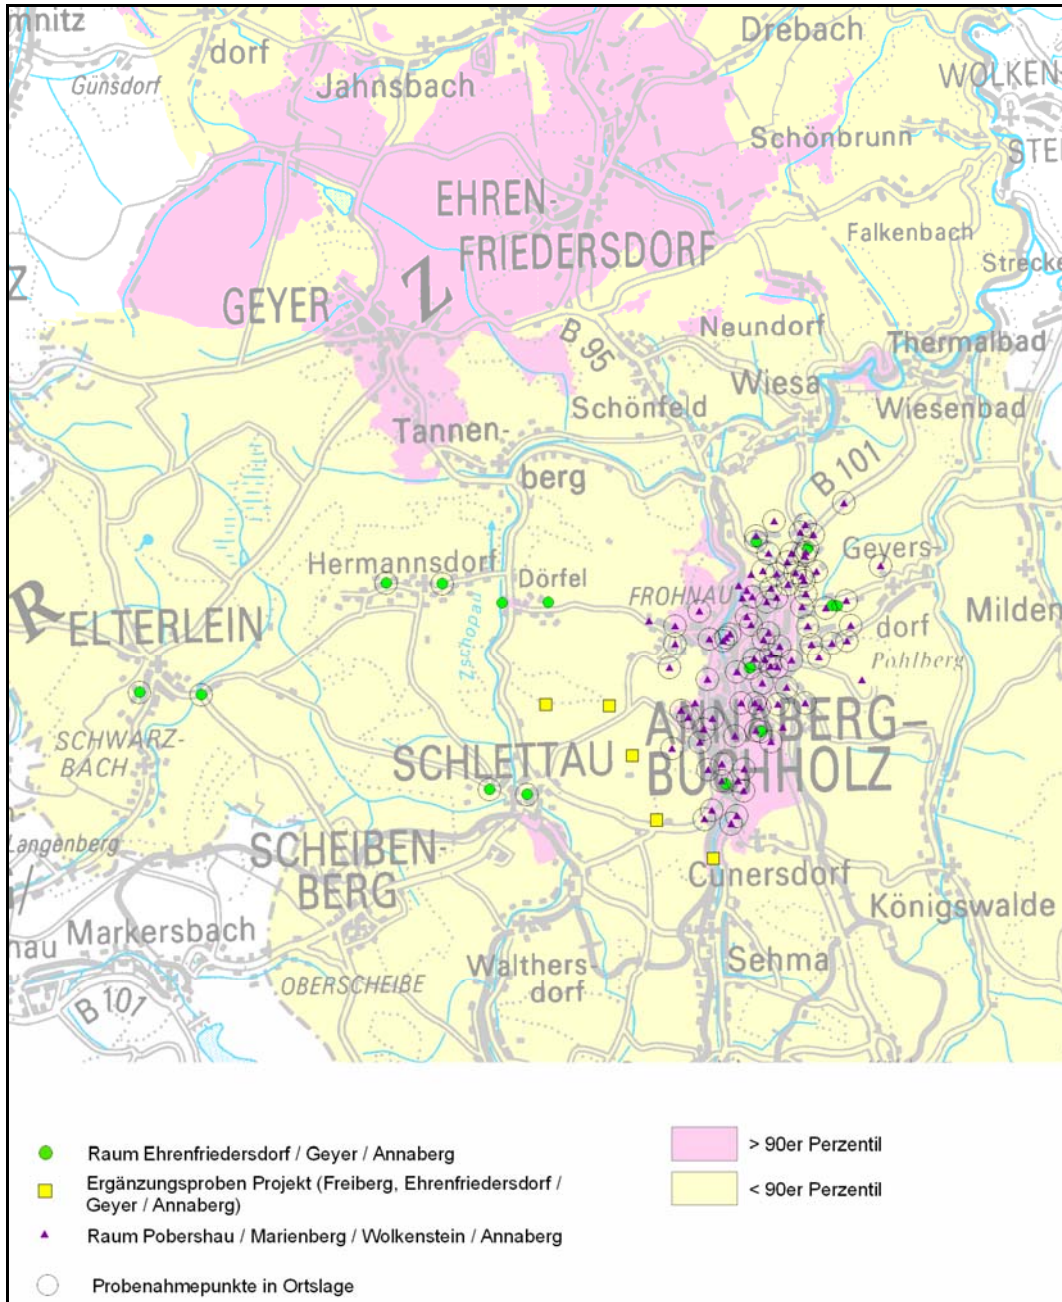 mnitz
dorf
Drebach
Günsdorf
Jahnsbach
WOLKEN-
Schönbrunn
STEI
EHREN-
FRIEDERSDORF
Falkenbach
Strecke
Z
Z
GEYER
B 95
Neundorf
Thermalbad
Wiesa
Wiesenbad
Schönfeld
Tannen-
berg
B 101
Hermannsdorf
Dörfel
FROHNAU
Geyers-
dorf
Milden
R
ELTERLEIN
Zschopau
Pöhlberg
SCHWARZ-
BACH
SCHLETTAU
ANNABERG-
BUCHHOLZ
Langenberg
SCHEIBEN-
BERG
Cunersdorf
Königswalde
nau
Markersbach
Walthers-
dorf
Sehma
OBERSCHEIBE
B 101
Raum Ehrenfriedersdorf / Geyer / Annaberg
Ergänzungsproben Projekt (Freiberg, Ehrenfriedersdorf /
Geyer / Annaberg)
Raum Pobershau / Marienberg / Wolkenstein / Annaberg
Probenahmepunkte in Ortslage
> 90er Perzentil
< 90er Perzentil